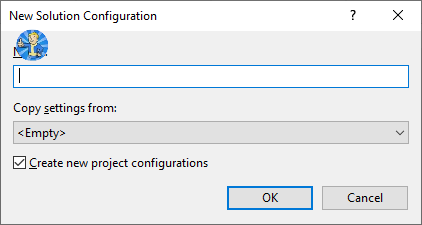 New Solution Configuration
Copy settings from:
<Empty>
Create new project configurations
OK
Cancel